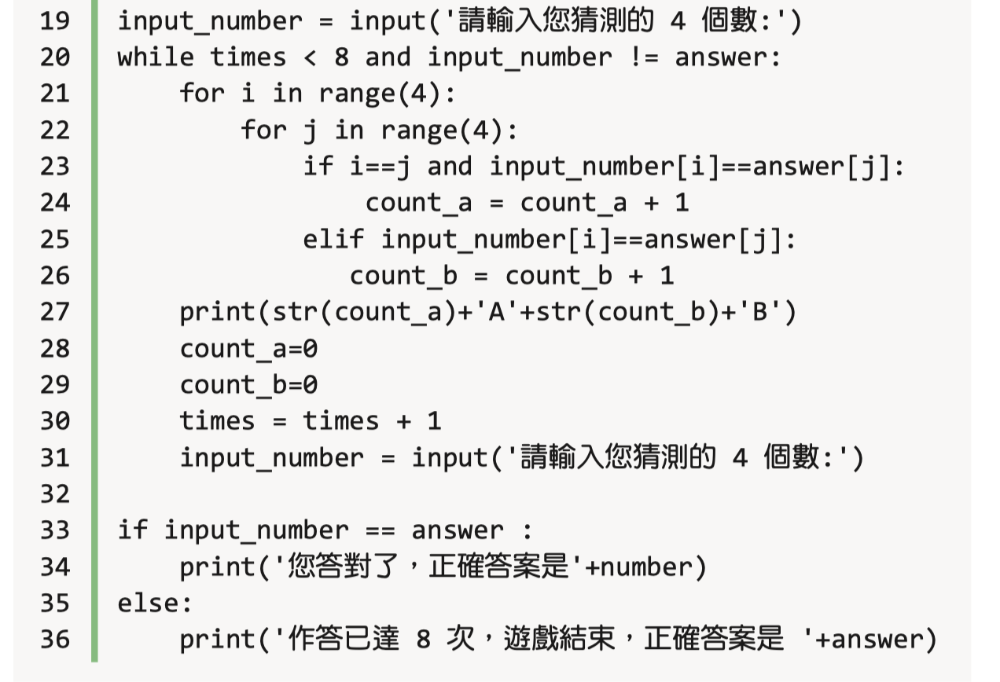 19 input_number = input('請輸入您猜測的 4 個數:')
20 while times < 8 and input_number != answer:
21     for i in range(4):
22         for j in range(4):
23             if i==j and input_number[i]==answer[j]:
24                 count_a = count_a + 1
25             elif input_number[i]==answer[j]:
26                count_b = count_b + 1
27     print(str(count_a)+'A'+str(count_b)+'B')
28     count_a=0
29     count_b=0
30     times = times + 1
31     input_number = input('請輸入您猜測的 4 個數:')
32
33 if input_number == answer :
34     print('您答對了，正確答案是'+number)
35 else:
36     print('作答已達 8 次，遊戲結束，正確答案是 '+answer)